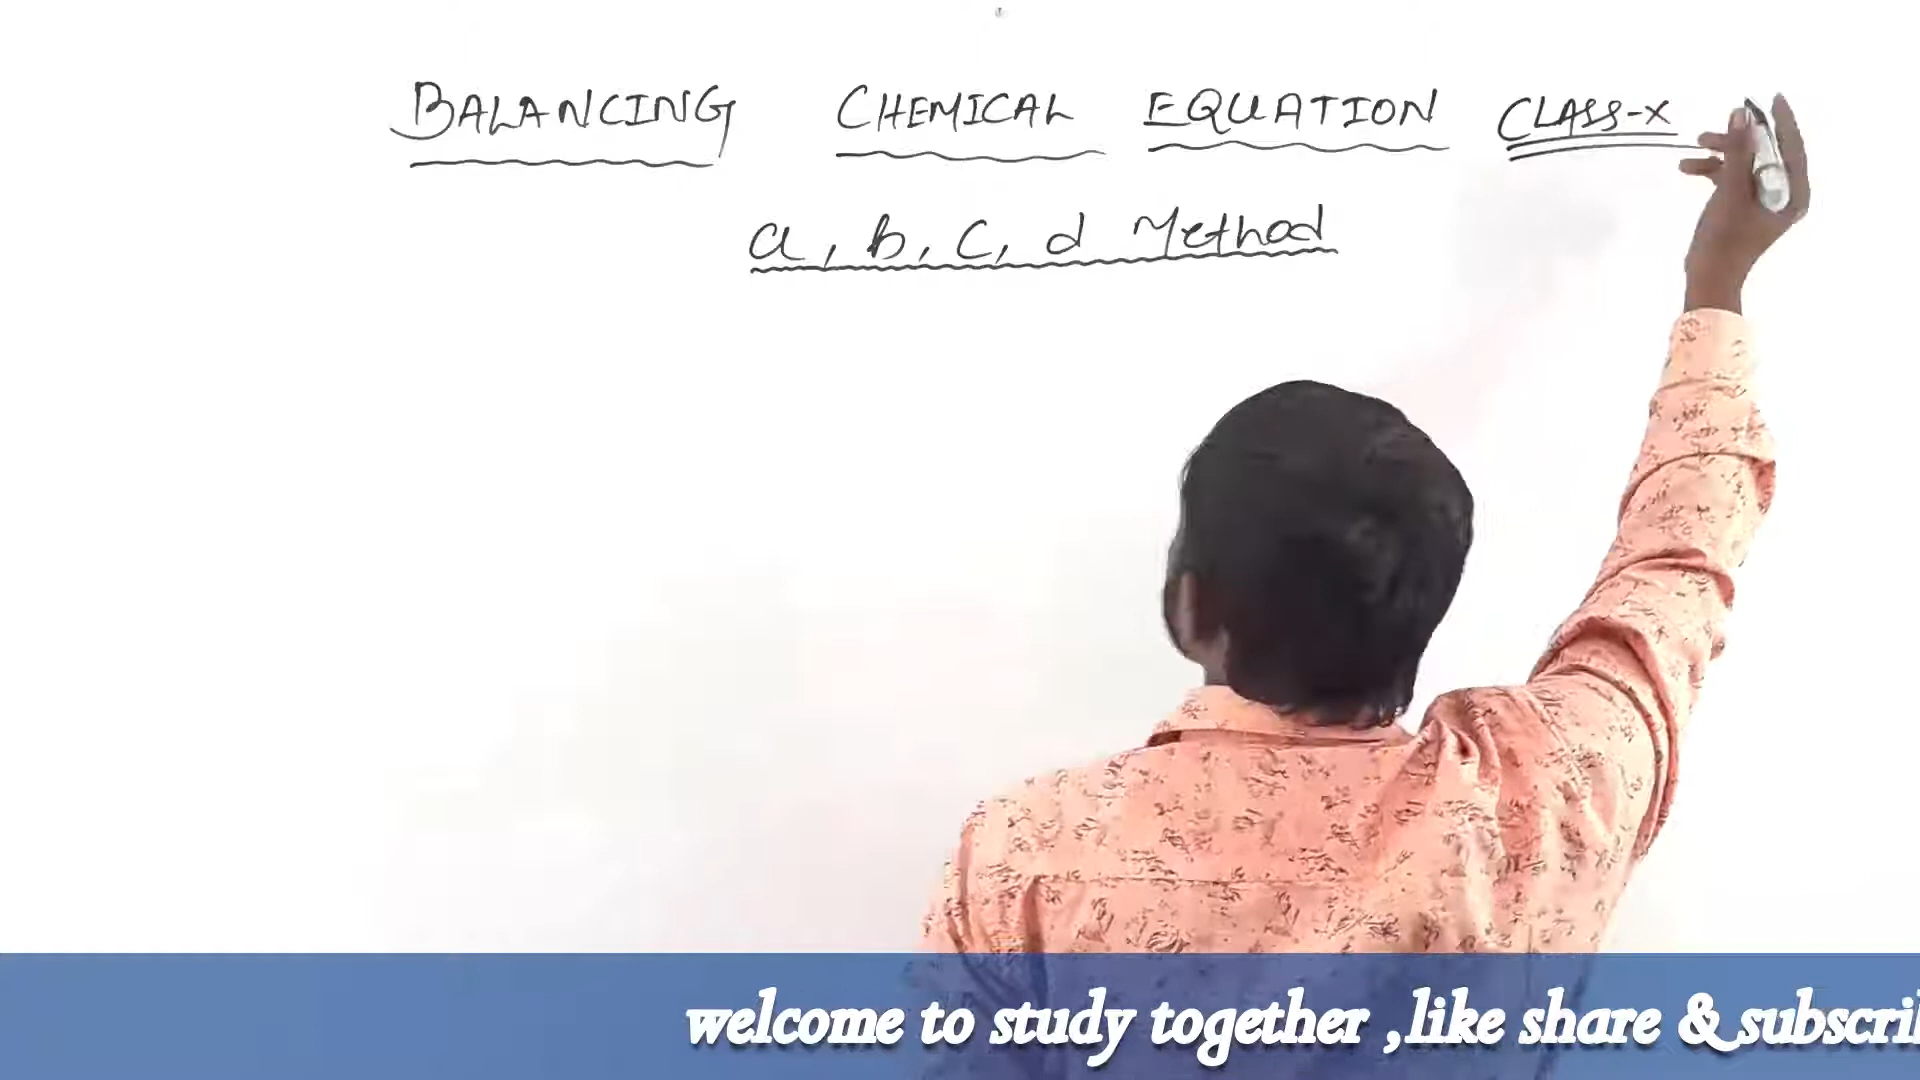 BALANCING CHEMICAL EQUATION CLASS-X
a, b, c, d Method
welcome to study together ,like share & subscri